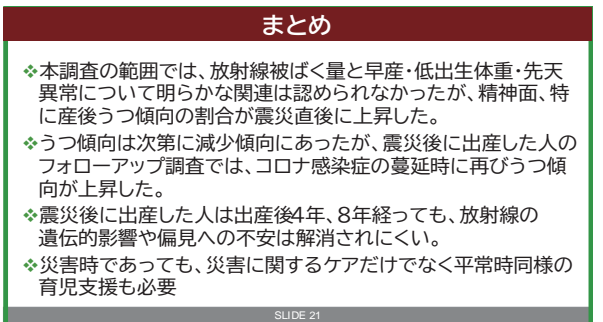 まとめ
❖本調査の範囲では、放射線被ばく量と早産・低出生体重・先天
異常について明らかな関連は認められなかったが、精神面、特
に産後うつ傾向の割合が震災直後に上昇した。
❖うつ傾向は次第に減少傾向にあったが、震災後に出産した人の
フォローアップ調査では、コロナ感染症の蔓延時に再びうつ傾
向が上昇した。
❖震災後に出産した人は出産後4年、8年経っても、放射線の
遺伝的影響や偏見への不安は解消されにくい。
❖災害時であっても、災害に関するケアだけでなく平常時同様の
育児支援も必要
SLIDE 21